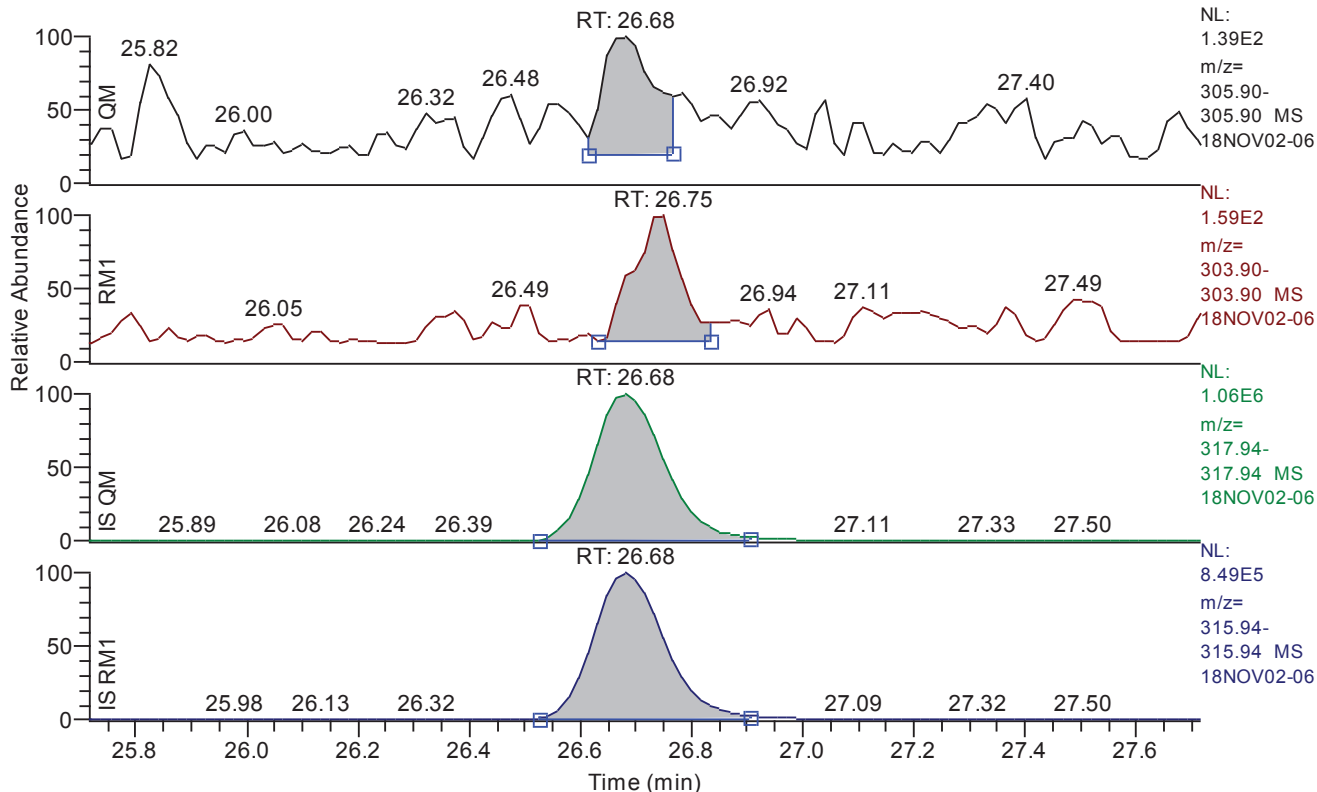 Relative Abundance
RT: 26.68
100
25.82
26.48
26.92
27.40
26.32
50
26.00
0
QM
NL:
1.39E2
m/z=
305.90-
305.90 MS
18NOV02-06
RT: 26.75
100
50
26.49
26.05
26.94
27.11
27.49
0
RM1
NL:
1.59E2
m/z=
303.90-
303.90 MS
18NOV02-06
RT: 26.68
100
50
25.89
26.08
26.24
26.39
27.11
27.33
27.50
0
IS QM
NL:
1.06E6
m/z=
317.94-
317.94 MS
18NOV02-06
RT: 26.68
100
50
25.98
26.13
26.32
27.09
27.32
27.50
0
IS RM1
NL:
8.49E5
m/z=
315.94-
315.94 MS
18NOV02-06
25.8
26.0
26.2
26.4
26.6
26.8
27.0
27.2
27.4
27.6
Time (min)